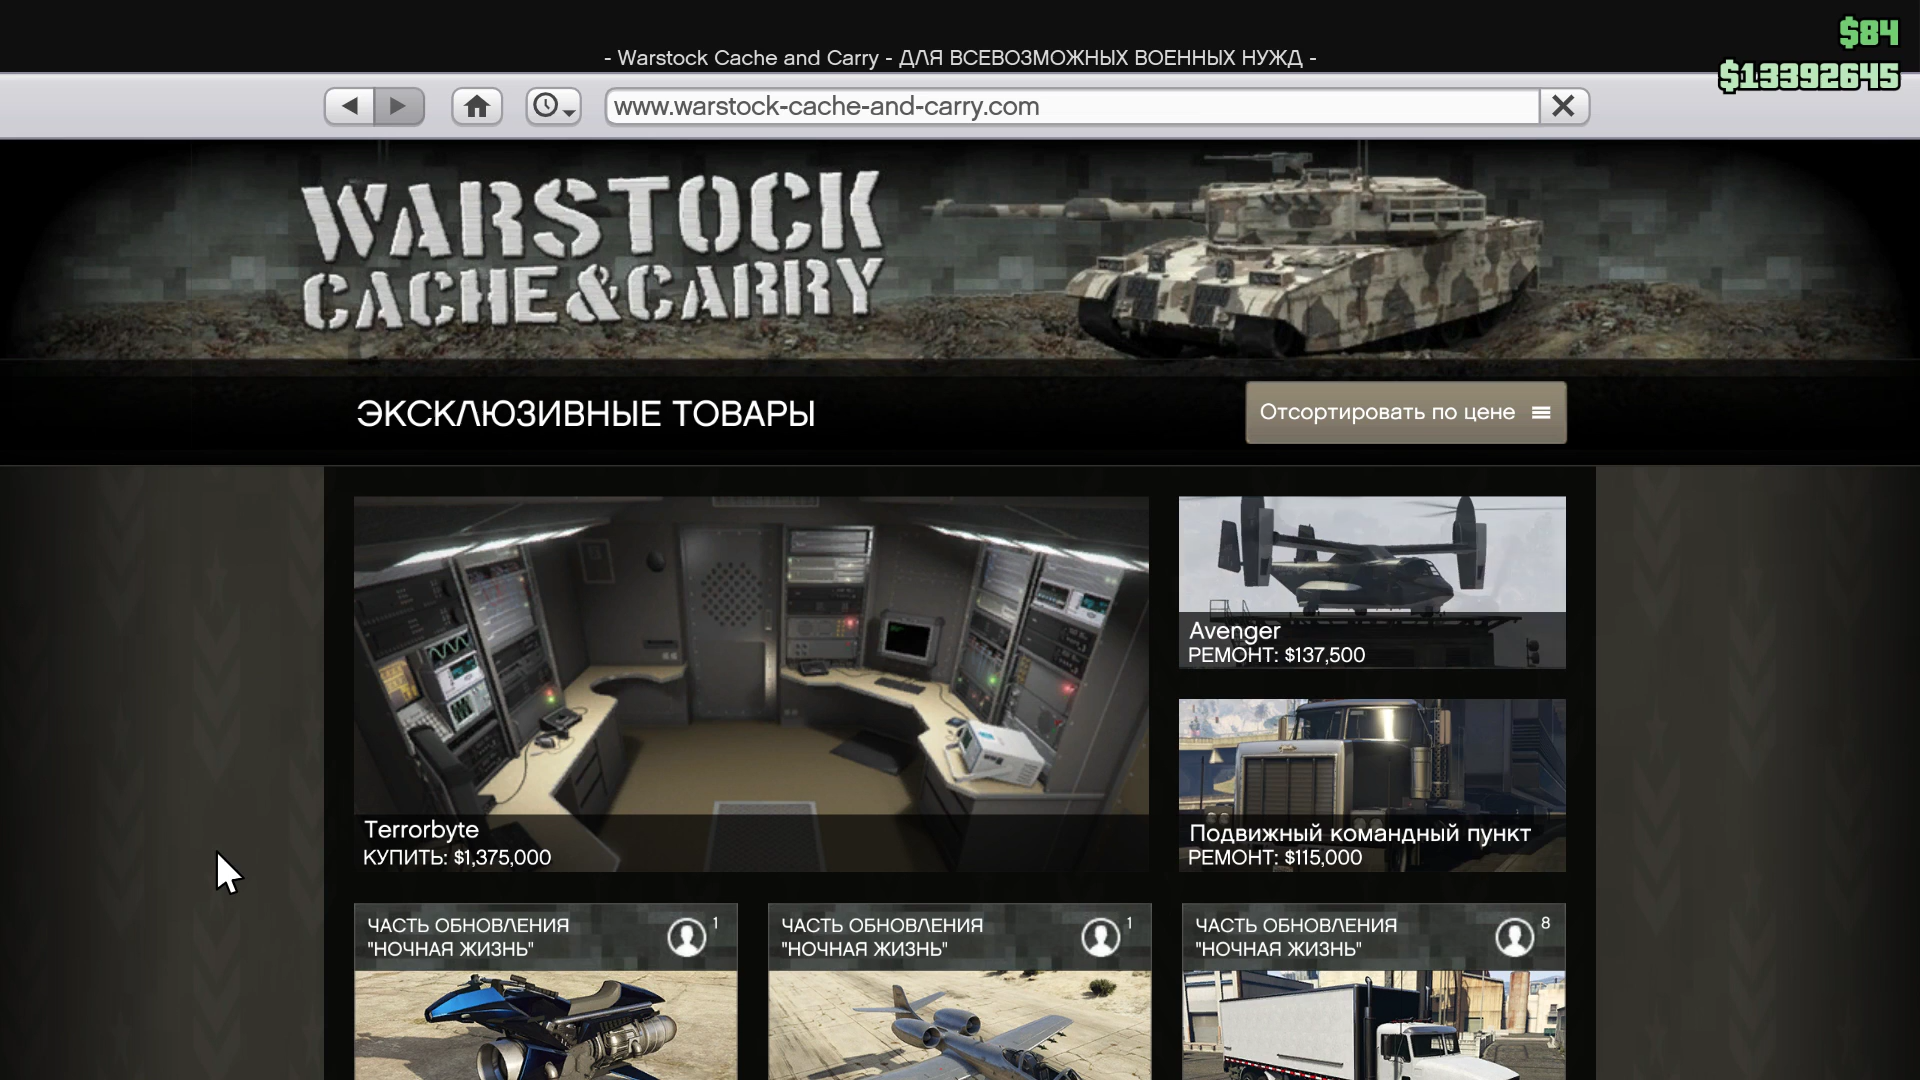 $84
- Warstock Cache and Carry - ДЛЯ ВСЕВОЗМОЖНЫХ ВОЕННЫХ НУЖД -
$13392645
www.warstock-cache-and-carry.com
WARSTOCK
CACHE & CARRY
ЭКСКЛЮЗИВНЫЕ ТОВАРЫ
Отсортировать по цене
Terrorbyte
КУПИТЬ: $1,375,000
Avenger
РЕМОНТ: $137,500
Подвижный командный пункт
РЕМОНТ: $115,000
ЧАСТЬ ОБНОВЛЕНИЯ
"НОЧНАЯ ЖИЗНЬ"
1
ЧАСТЬ ОБНОВЛЕНИЯ
"НОЧНАЯ ЖИЗНЬ"
1
ЧАСТЬ ОБНОВЛЕНИЯ
"НОЧНАЯ ЖИЗНЬ"
8